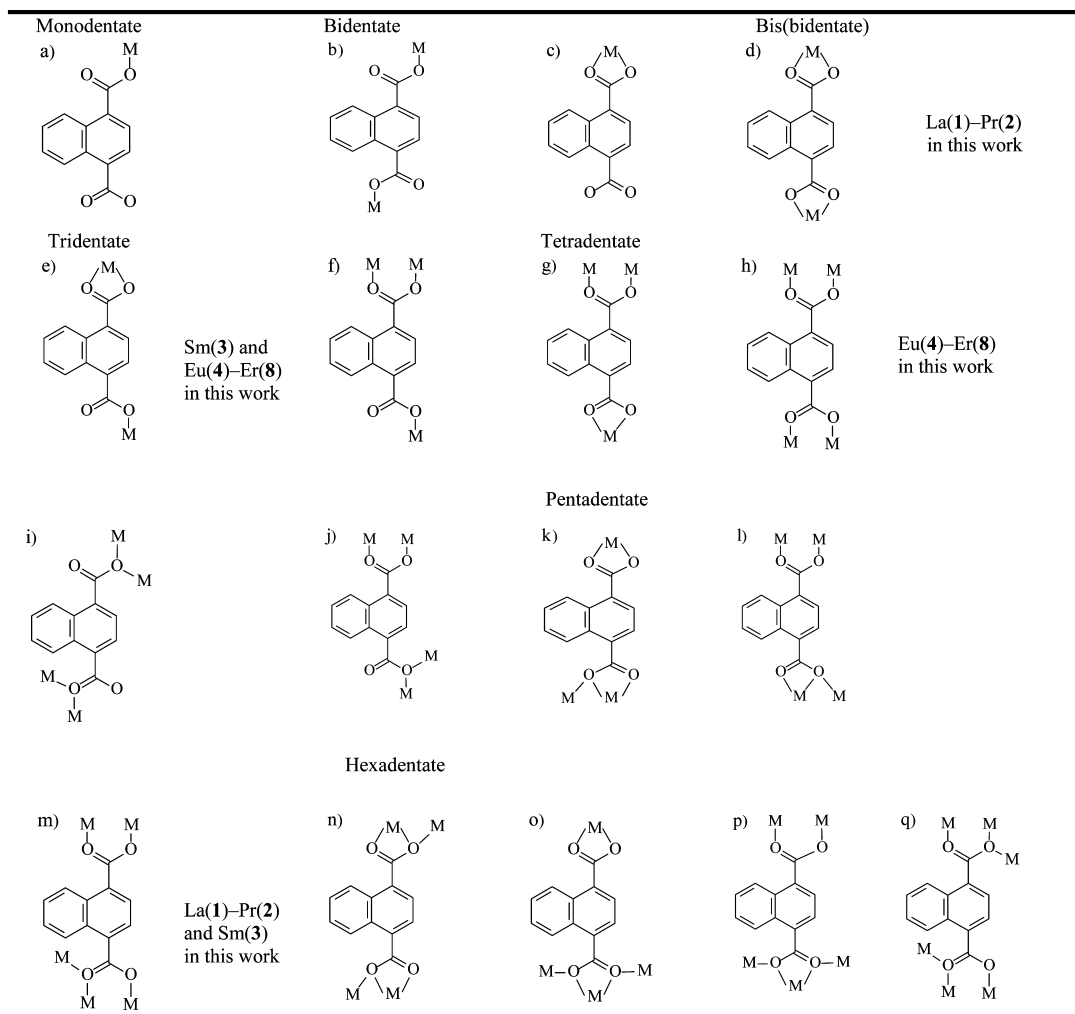 Monodentate
Bidentate
Bis(bidentate)
a)
M
O
O
O
O
b)
M
O
O
O
O
M
c)
M
O
O
O
O
d)
M
O
O
O
O
M
La(1)–Pr(2)
in this work
Tridentate
Tetradentate
e)
M
O
O
O
O
M
Sm(3) and
Eu(4)–Er(8)
in this work
f)
M
M
O
O
O
O
M
g)
M
M
O
O
O
O
M
h)
M
M
O
O
O
O
M
M
Eu(4)–Er(8)
in this work
Pentadentate
i)
M
O
O
M
M
O
O
M
j)
M
M
O
O
O
O
M
M
k)
M
O
O
O
O
M
M
l)
M
M
O
O
O
O
M
M
Hexadentate
m)
M
M
O
O
M
O
O
M
M
La(1)–Pr(2)
and Sm(3)
in this work
n)
M
M
O
O
O
O
M
M
o)
M
O
O
M
O
O
M
M
p)
M
M
O
O
M
O
O
M
M
q)
M
M
O
O
M
M
O
O
M
M